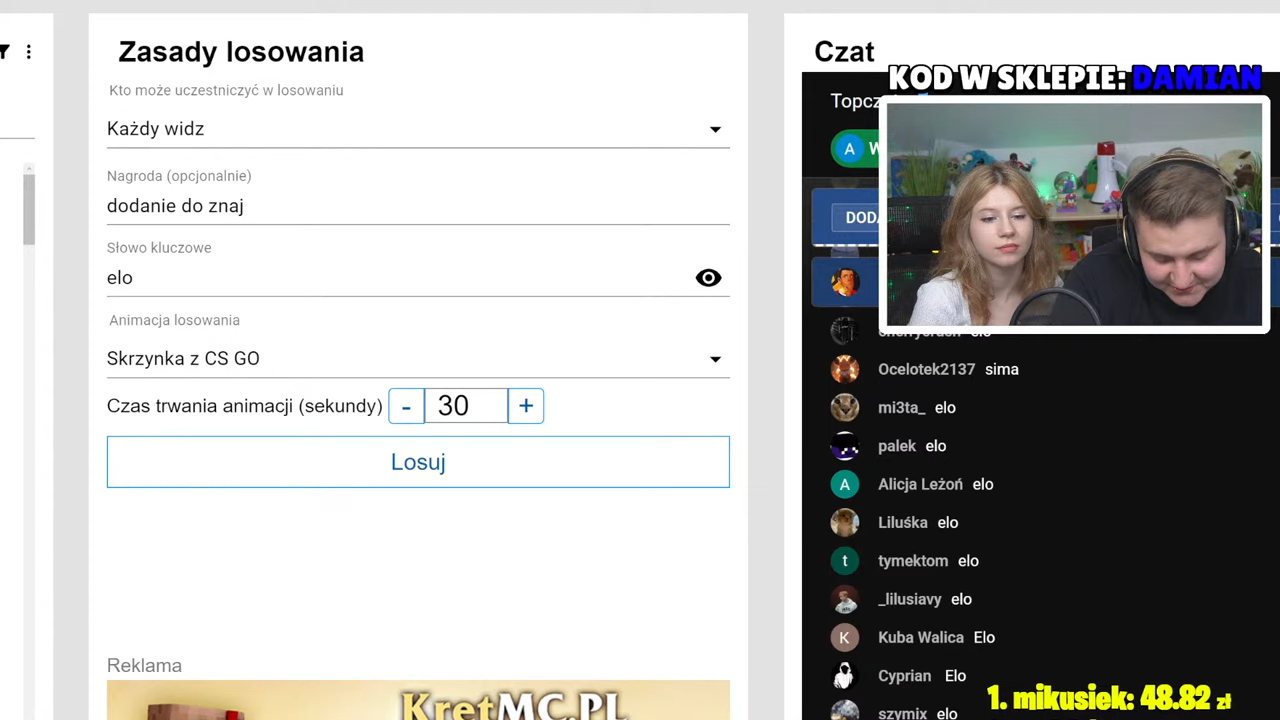 Zasady losowania
Kto może uczestniczyć w losowaniu
Każdy widz
Nagroda (opcjonalnie)
dodanie do znaj
Słowo kluczowe
elo
Animacja losowania
Skrzynka z CS GO
Czas trwania animacji (sekundy) - 30 +
Losuj
Reklama
KretMC.PL
Czat
KOD W SKLEPIE: DAMIAN
A
Ocelotek2137 sima
mi3ta_ elo
palek elo
A Alicja Leżoń elo
Liluśka elo
t tymektom elo
_lilusiavy elo
K Kuba Walica Elo
Cyprian Elo
szymix elo
1. mikusiek: 48.82 zł